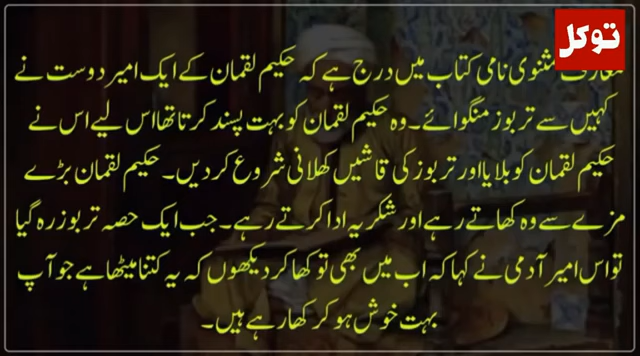 توکل
معارف مثنوی نامی کتاب میں درج ہے کہ حکیم لقمان کے ایک امیر دوست نے
کہیں سے تربوز منگوائے۔ وہ حکیم لقمان کو بہت پسند کرتا تھا اس لیے اس نے
حکیم لقمان کو بلایا اور تربوز کی قاشیں کھلانی شروع کر دیں۔ حکیم لقمان بڑے
مزے سے وہ کھاتے رہے اور شکریہ ادا کرتے رہے۔ جب ایک حصہ تربوز رہ گیا
تو اس امیر آدمی نے کہا کہ اب میں بھی تو کھا کر دیکھوں کہ یہ کتنا میٹھا ہے جو آپ
بہت خوش ہو کر کھا رہے ہیں۔